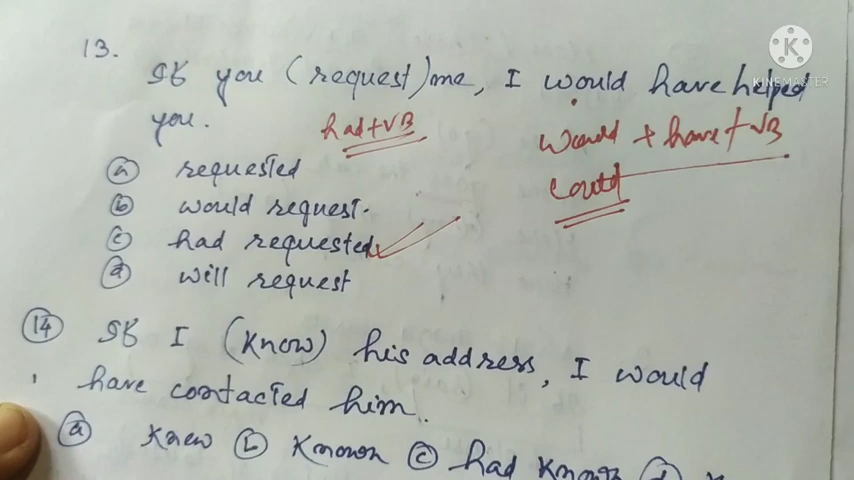 K
KINEMASTER
13.
If you (request) me, I would have helped
you.
had+V3
would + have + V3
could
(a) requested
(b) would request.
(c) had requested
(d) will request
(14) If I (know) his address, I would
have contacted him.
(a) knew (b) known (c) had known (d)